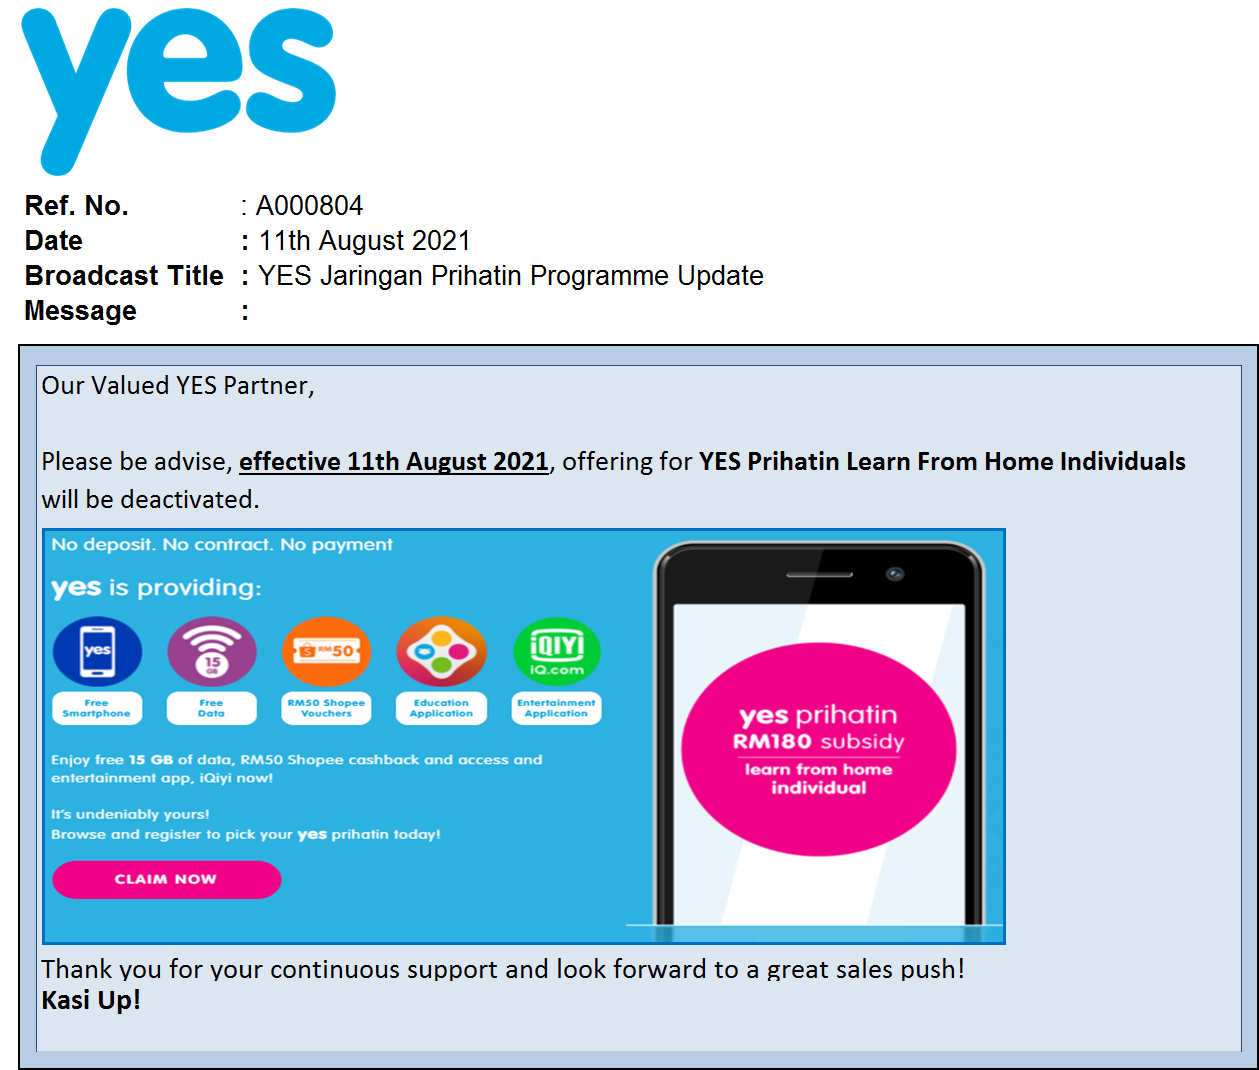 yes
Ref. No. : A000804
Date : 11th August 2021
Broadcast Title : YES Jaringan Prihatin Programme Update
Message :
Our Valued YES Partner,
Please be advise, effective 11th August 2021, offering for YES Prihatin Learn From Home Individuals
will be deactivated.
No deposit. No contract. No payment
yes is providing:
yes
15
GB
RM50
iQIYI
iQ.com
Free
Smartphone
Free
Data
RM50 Shopee
Vouchers
Education
Application
Entertainment
Application
Enjoy free 15 GB of data, RM50 Shopee cashback and access and
entertainment app, iQiyi now!
It's undeniably yours!
Browse and register to pick your yes prihatin today!
CLAIM NOW
yes prihatin
RM180 subsidy
learn from home
individual
Thank you for your continuous support and look forward to a great sales push!
Kasi Up!